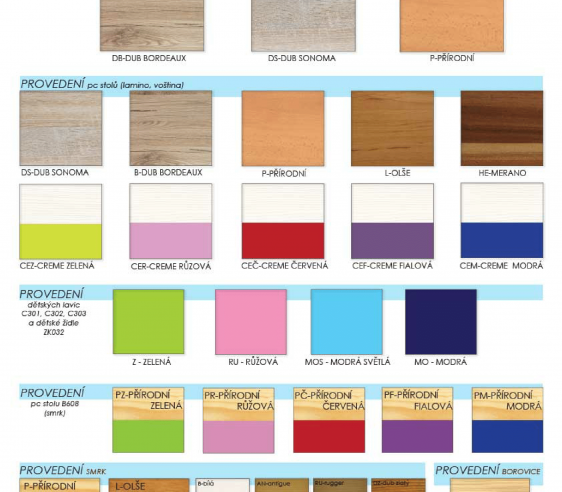 DB-DUB BORDEAUX DS-DUB SONOMA P-PŘÍRODNÍ
PROVEDENÍ pc stolů (lamino, voština)
DS-DUB SONOMA B-DUB BORDEAUX P-PŘÍRODNÍ L-OLŠE HE-MERANO
CEZ-CREME ZELENÁ CER-CREME RŮZOVÁ CEČ-CREME ČERVENÁ CEF-CREME FIALOVÁ CEM-CREME MODRÁ
PROVEDENÍ
dětských lavic
C301, C302, C303
a dětské židle
ZK032
Z - ZELENÁ RU - RŮŽOVÁ MOS - MODRÁ SVĚTLÁ MO - MODRÁ
PROVEDENÍ
pc stolu B608
(smrk)
PZ-PŘÍRODNÍ
ZELENÁ
PR-PŘÍRODNÍ
RŮŽOVÁ
PČ-PŘÍRODNÍ
ČERVENÁ
PF-PŘÍRODNÍ
FIALOVÁ
PM-PŘÍRODNÍ
MODRÁ
PROVEDENÍ SMRK
P-PŘÍRODNÍ L-OLŠE B-bílá AN-antique RU-rugger
PROVEDENÍ BOROVICE